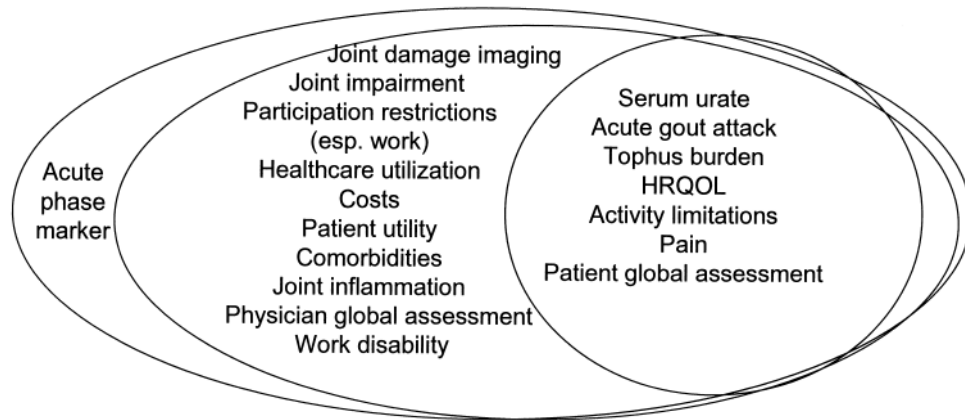 Acute
phase
marker
Joint damage imaging
Joint impairment
Participation restrictions
(esp. work)
Healthcare utilization
Costs
Patient utility
Comorbidities
Joint inflammation
Physician global assessment
Work disability
Serum urate
Acute gout attack
Tophus burden
HRQOL
Activity limitations
Pain
Patient global assessment